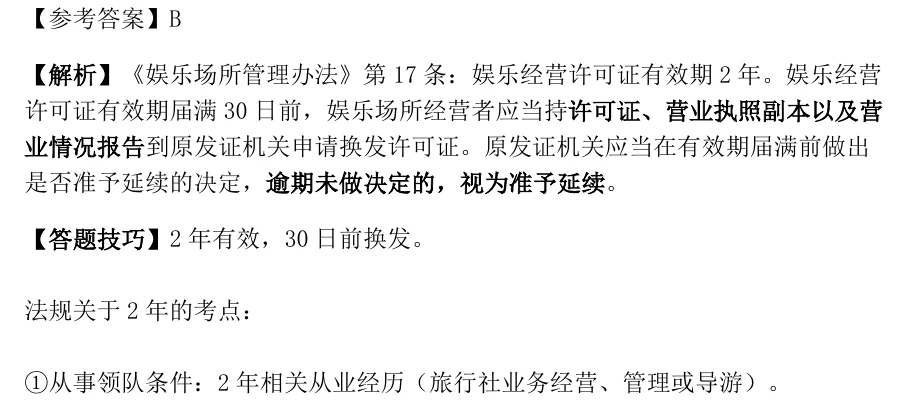 【参考答案】B
【解析】《娱乐场所管理办法》第 17 条：娱乐经营许可证有效期 2 年。娱乐经营
许可证有效期届满 30 日前，娱乐场所经营者应当持许可证、营业执照副本以及营
业情况报告到原发证机关申请换发许可证。原发证机关应当在有效期届满前做出
是否准予延续的决定，逾期未做决定的，视为准予延续。
【答题技巧】2 年有效，30 日前换发。
法规关于 2 年的考点：
①从事领队条件：2 年相关从业经历（旅行社业务经营、管理或导游）。